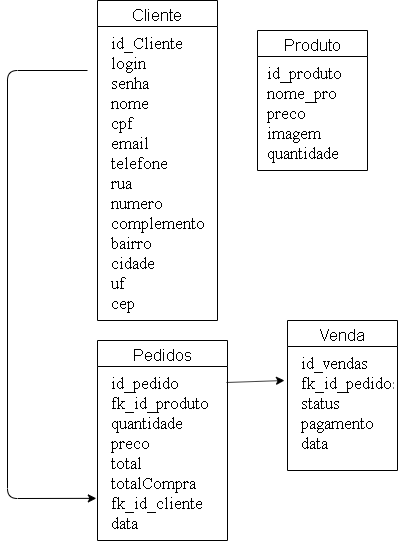 Cliente
id_Cliente
login
senha
nome
cpf
email
telefone
rua
numero
complemento
bairro
cidade
uf
cep
Produto
id_produto
nome_pro
preco
imagem
quantidade
Pedidos
id_pedido
fk_id_produto
quantidade
preco
total
totalCompra
fk_id_cliente
data
Venda
id_vendas
fk_id_pedidos
status
pagamento
data